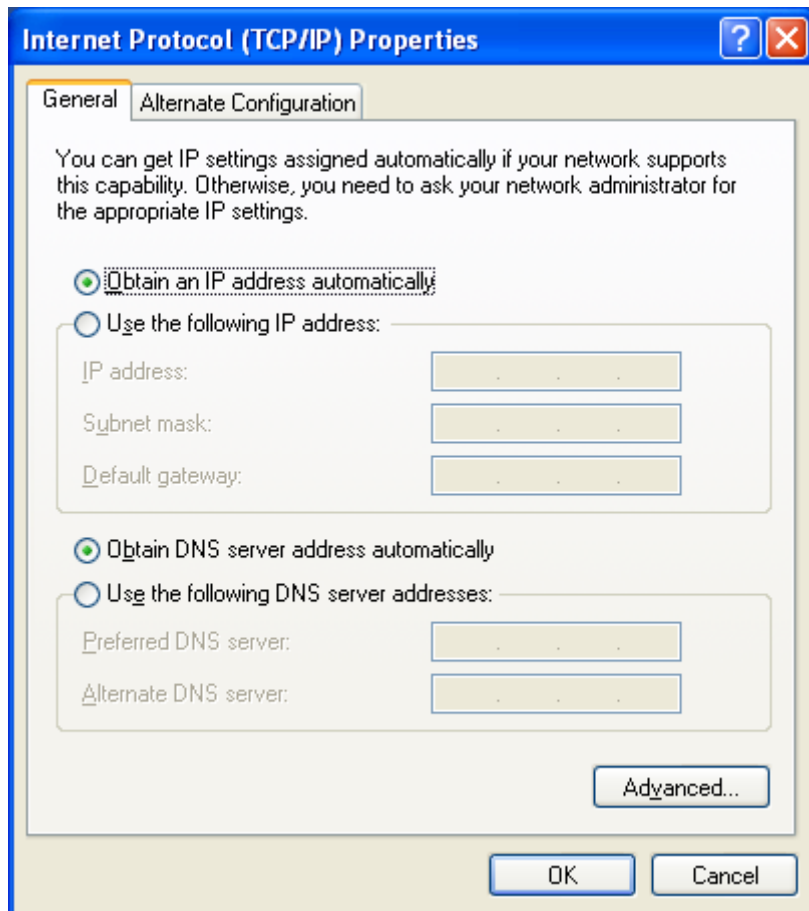 Internet Protocol (TCP/IP) Properties
General
Alternate Configuration
You can get IP settings assigned automatically if your network supports
this capability. Otherwise, you need to ask your network administrator for
the appropriate IP settings.
Obtain an IP address automatically
Use the following IP address:
IP address:
Subnet mask:
Default gateway:
Obtain DNS server address automatically
Use the following DNS server addresses:
Preferred DNS server:
Alternate DNS server:
Advanced...
OK
Cancel